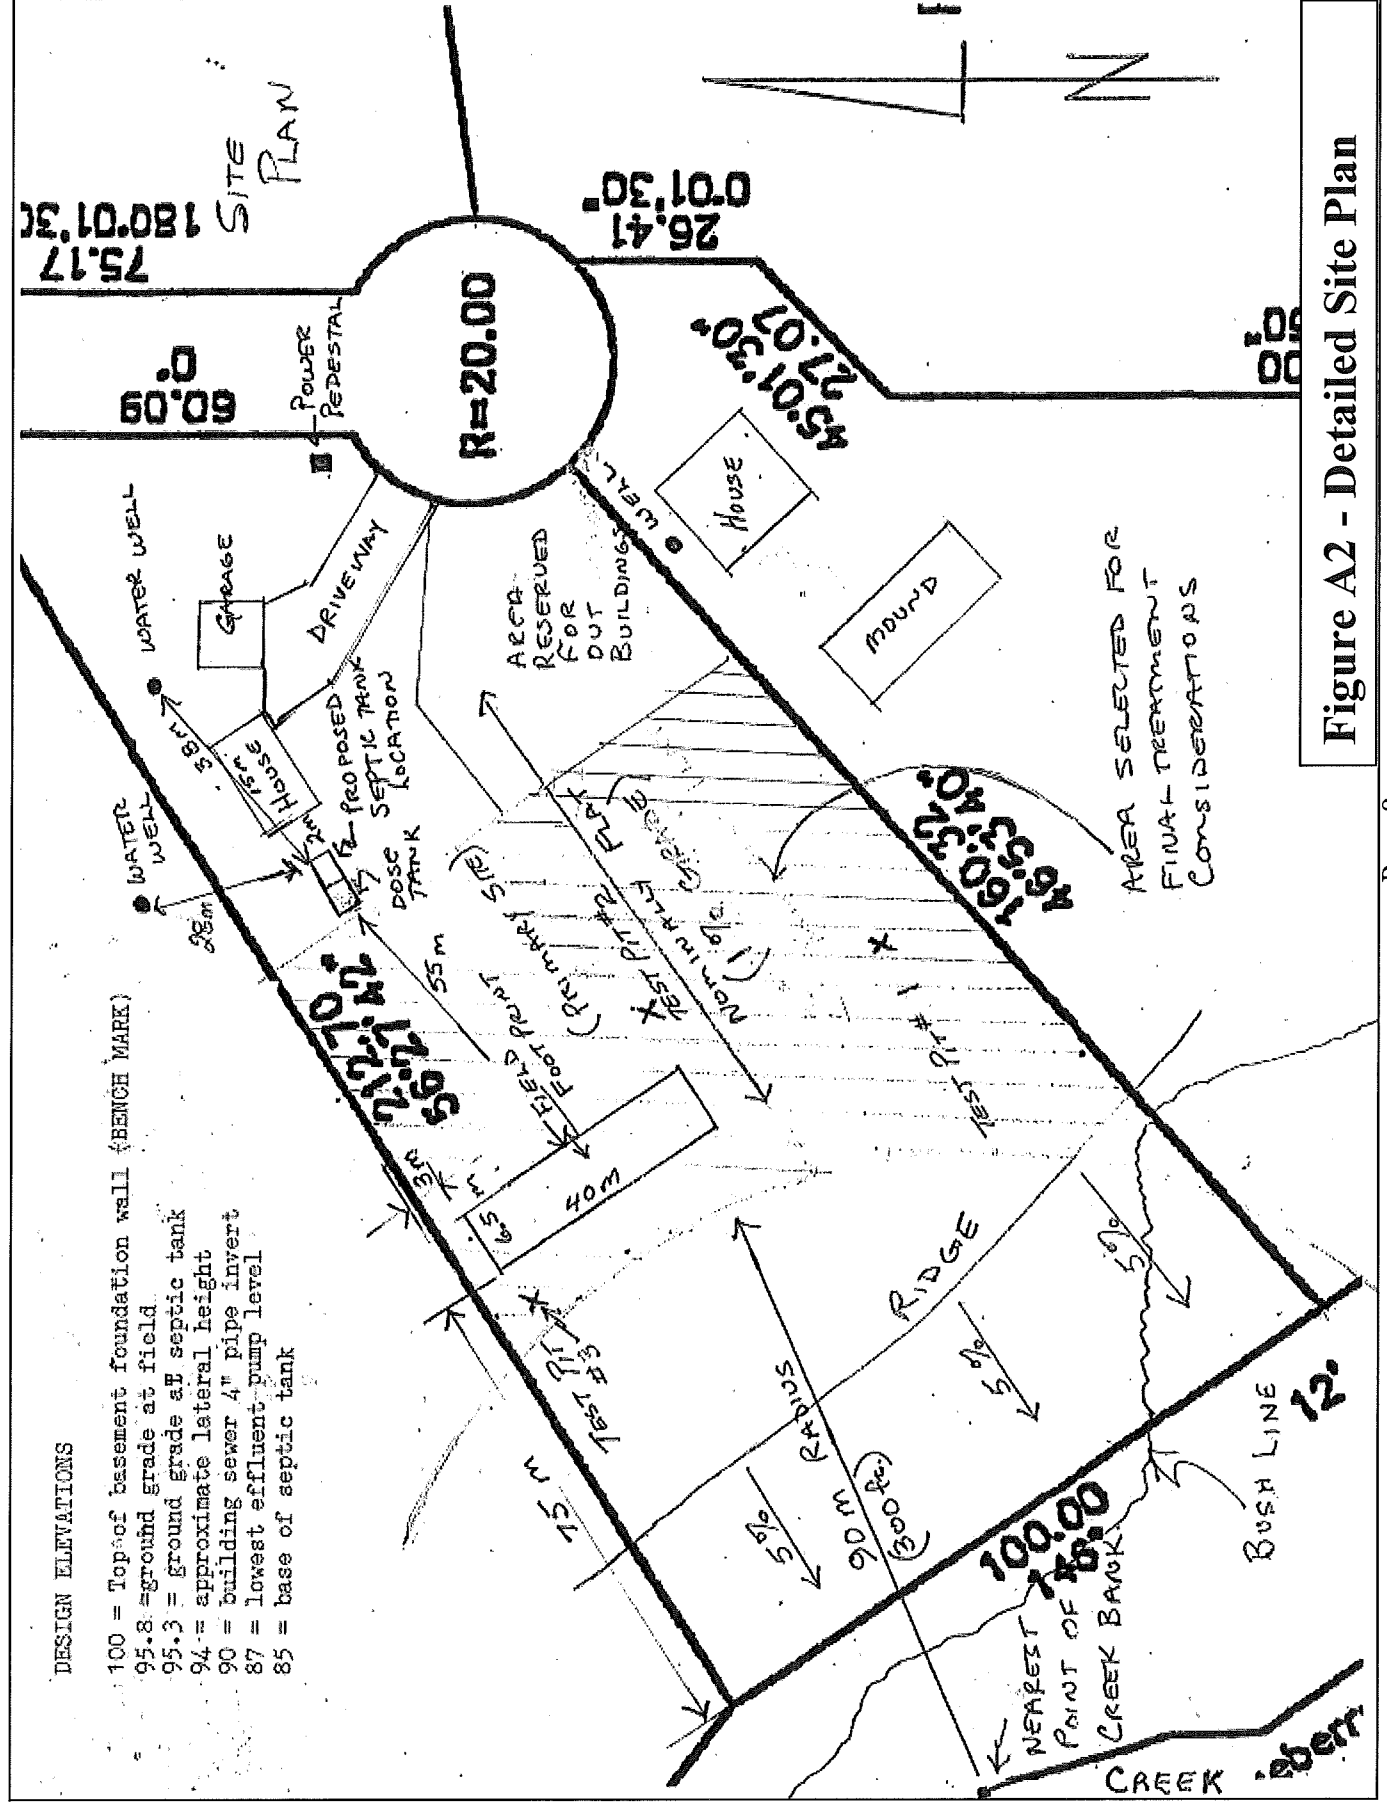 DESIGN ELEVATIONS
100 = Top of basement foundation wall (BENCH MARK)
95.8 = ground grade at field
95.3 = ground grade aT septic tank
94 = approximate lateral height
90 = building sewer 4" pipe invert
87 = lowest effluent pump level
85 = base of septic tank
SITE
PLAN
75.17
180°01'30
60.09
0°
POWER
PEDESTAL
R=20.00
26.41
0°01'30"
45°01'30"
27.07
WATER WELL
WATER
WELL
GARAGE
DRIVEWAY
38m
28m
HOUSE
15m
2m
PROPOSED
SEPTIC TANK
LOCATION
DOSE
TANK
55m
AREA
RESERVED
FOR
OUT
BUILDINGS
WELL
HOUSE
MOUND
FIELD
FOOT PRINT
(PRIMARY SITE)
TEST PIT #2
NOMINALLY FLAT
(1% GRADE)
TEST PIT #1
TEST PIT
#3
3m
6.5 m
40m
75 m
RIDGE
5%
5%
5%
90 m RADIUS
(300 ft.)
100.00
12°
NEAREST
POINT OF
CREEK BANK
CREEK
BUSH LINE
AREA SELECTED FOR
FINAL TREATMENT
CONSIDERATIONS
N
Figure A2 - Detailed Site Plan